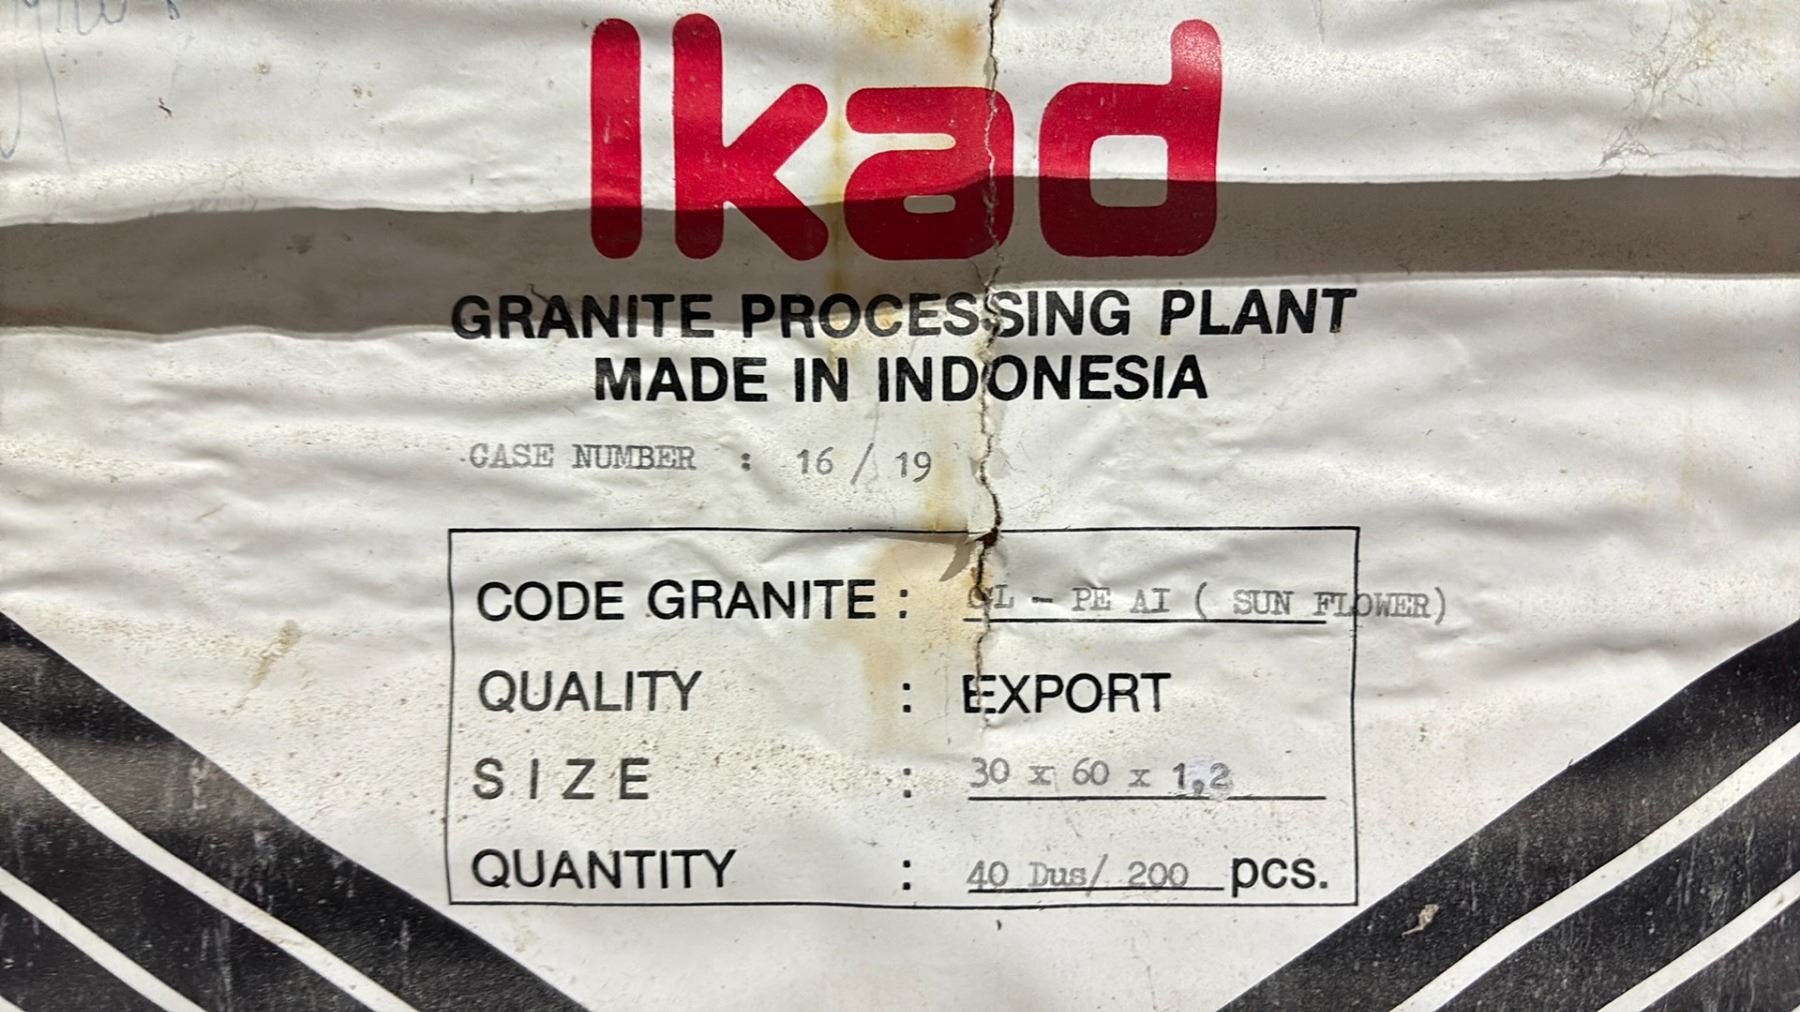 Ikad
GRANITE PROCESSING PLANT
MADE IN INDONESIA
CASE NUMBER : 16 / 19
CODE GRANITE : - PE AI ( SUN FLOWER)
QUALITY : EXPORT
SIZE : 30 x 60 x 1,2
QUANTITY : 40 Dus/ 200 pcs.